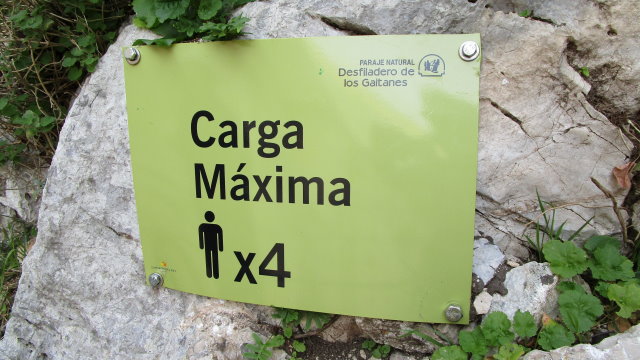 PARAJE NATURAL
Desfiladero de
los Gaitanes
Carga
Máxima
x4